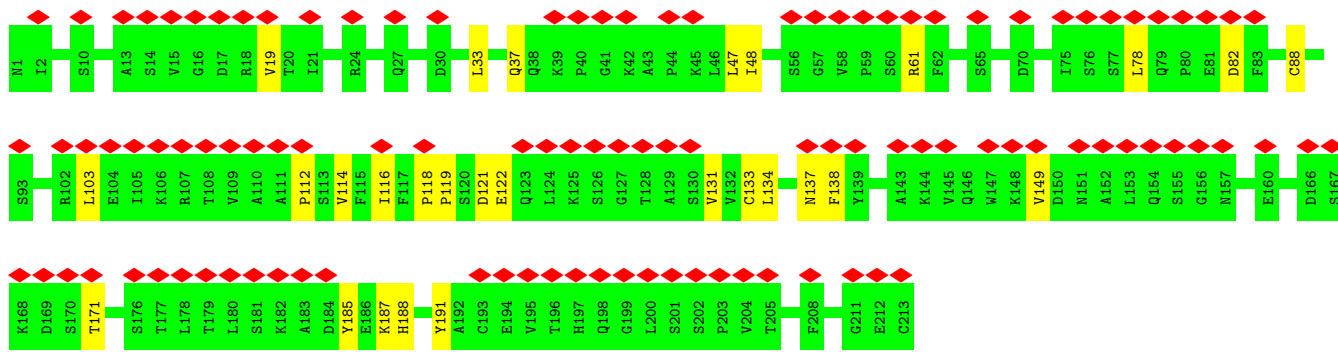 N1 I2 S10 A13 S14 V15 G16 D17 R18 V19 T20 I21 R24 Q27 D30 L33 Q37 Q38 K39 P40 G41 K42 A43 P44 K45 L46 L47 I48 S56 G57 V58 P59 S60 R61 F62 S65 D70 I75 S76 S77 L78 Q79 P80 E81 D82 F83 C88
S93 R102 L103 E104 I105 K106 R107 T108 V109 A110 A111 P112 S113 V114 F115 I116 F117 P118 P119 S120 D121 E122 Q123 L124 K125 S126 G127 T128 A129 S130 V131 V132 C133 L134 N137 F138 Y139 A143 K144 V145 Q146 W147 K148 V149 D150 N151 A152 L153 Q154 S155 G156 N157 E160 D166 S167
K168 D169 S170 T171 S176 T177 L178 T179 L180 S181 K182 A183 D184 Y185 E186 K187 H188 Y191 A192 C193 E194 V195 T196 H197 Q198 G199 L200 S201 S202 P203 V204 T205 F208 G211 E212 C213